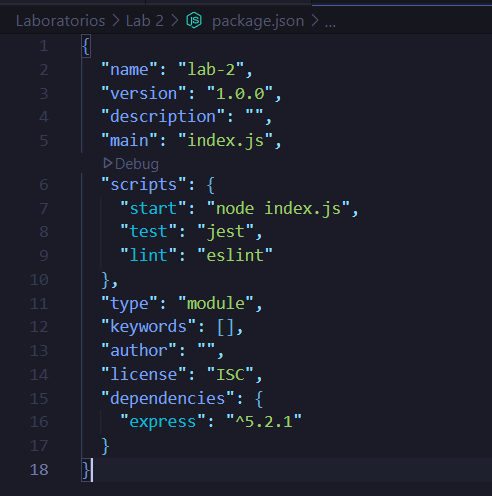 Laboratorios > Lab 2 > package.json > ...
1 {
2 "name": "lab-2",
3 "version": "1.0.0",
4 "description": "",
5 "main": "index.js",
Debug
6 "scripts": {
7 "start": "node index.js",
8 "test": "jest",
9 "lint": "eslint"
10 },
11 "type": "module",
12 "keywords": [],
13 "author": "",
14 "license": "ISC",
15 "dependencies": {
16 "express": "^5.2.1"
17 }
18 }